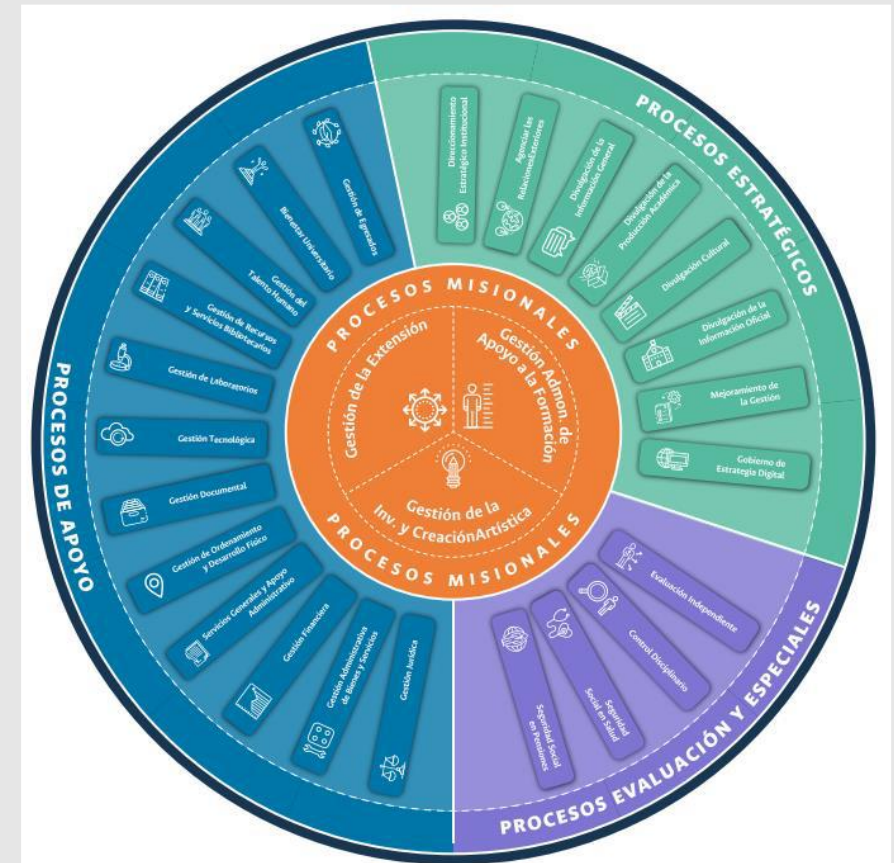 PROCESOS ESTRATÉGICOS
Direccionamiento
Estratégico Institucional
Agenciar las
RelacionesExteriores
Divulgación de la
Información General
Divulgación de la
Producción Académica
Divulgación Cultural
Divulgación de la
Información Oficial
Mejoramiento de
la Gestión
Gobierno de
Estrategia Digital
PROCESOS EVALUACIÓN Y ESPECIALES
Evaluación Independiente
Control Disciplinario
Seguridad
Social en Salud
Seguridad Social
en Pensiones
PROCESOS DE APOYO
Gestión de Egresados
Bienestar Universitario
Gestión del
Talento Humano
Gestión de Recursos
y Servicios Bibliotecarios
Gestión de Laboratorios
Gestión Tecnológica
Gestión Documental
Gestión de Ordenamiento
y Desarrollo Físico
Servicios Generales y Apoyo
Administrativo
Gestión Financiera
Gestión Administrativa
de Bienes y Servicios
Gestión Jurídica
PROCESOS MISIONALES
Gestión de la Extensión
Gestión Admon. de
Apoyo a la Formación
Gestión de la
Inv. y CreaciónArtística
PROCESOS MISIONALES